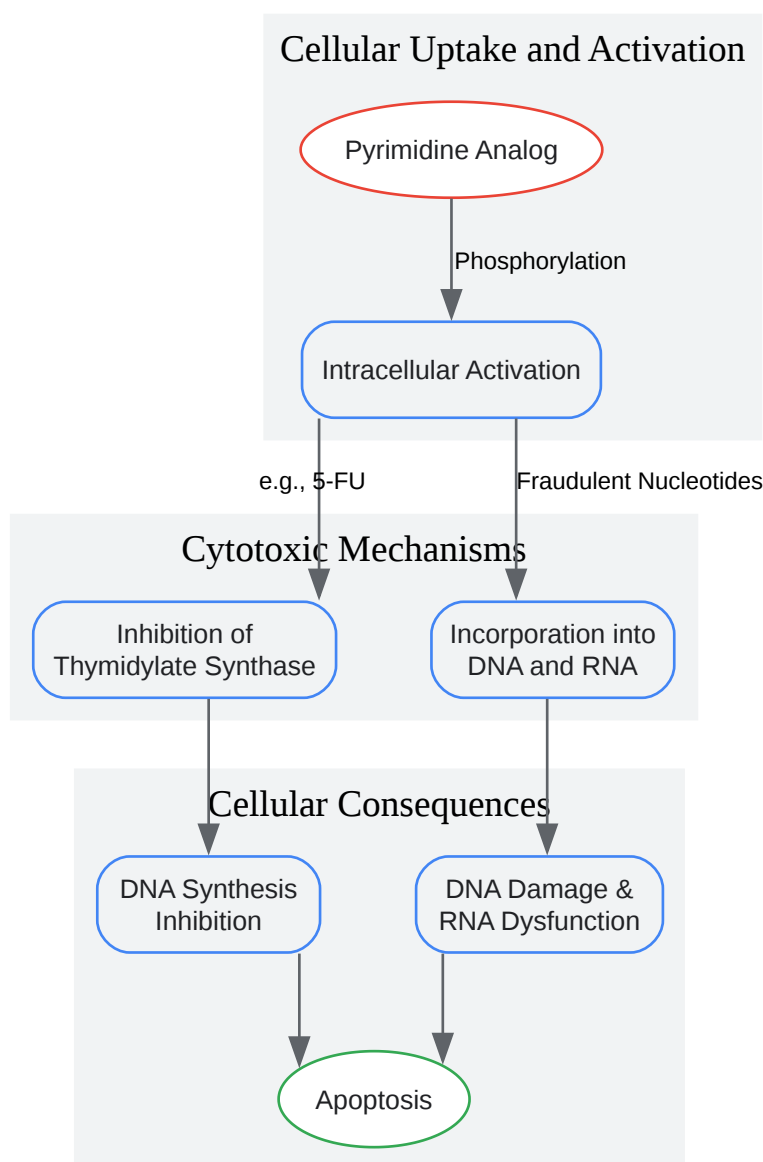 Cellular Uptake and Activation
Pyrimidine Analog
Phosphorylation
Intracellular Activation
e.g., 5-FU
Fraudulent Nucleotides
Cytotoxic Mechanisms
Inhibition of
Thymidylate Synthase
Incorporation into
DNA and RNA
Cellular Consequences
DNA Synthesis
Inhibition
DNA Damage &
RNA Dysfunction
Apoptosis